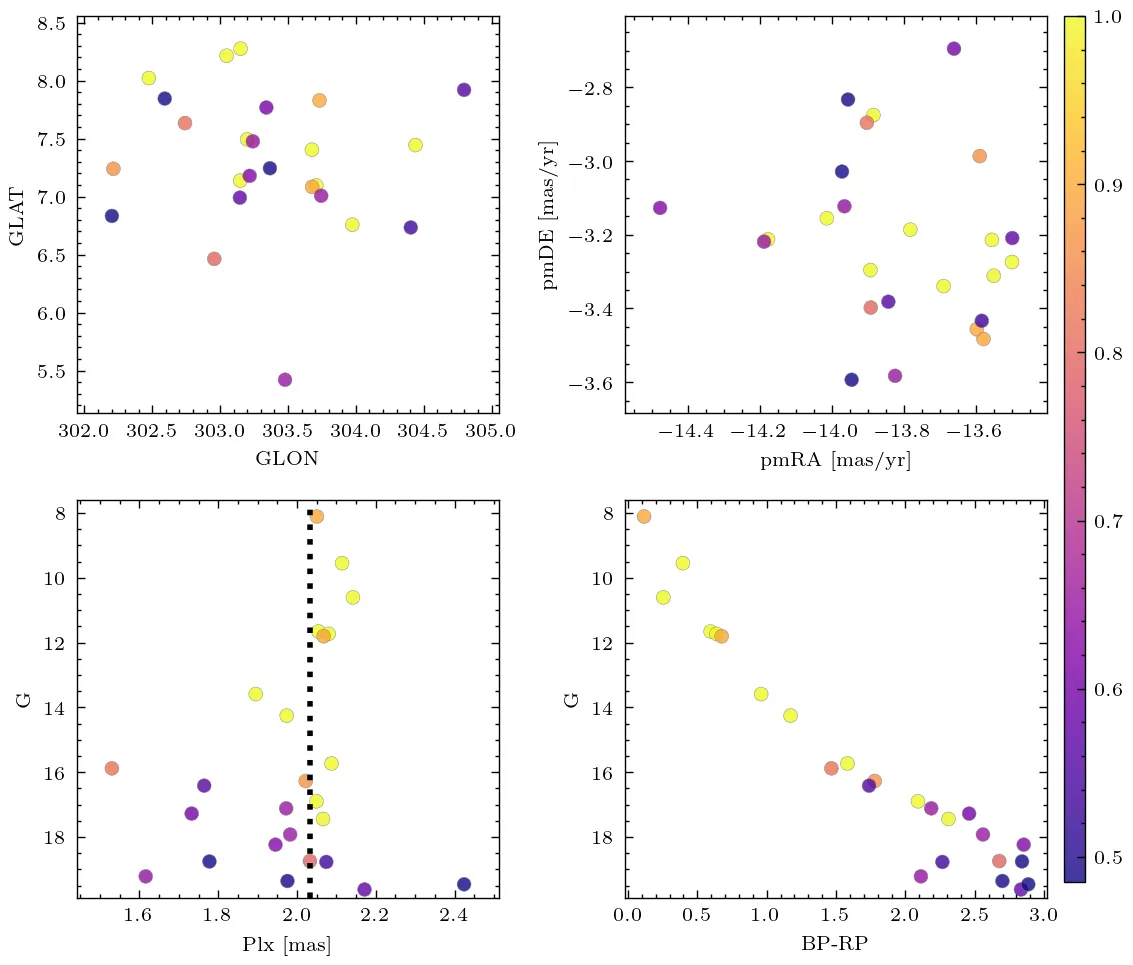 8.5
8.0
7.5
7.0
6.5
6.0
5.5
GLAT
302.0 302.5 303.0 303.5 304.0 304.5 305.0
GLON
−2.8
−3.0
−3.2
−3.4
−3.6
pmDE [mas/yr]
−14.4 −14.2 −14.0 −13.8 −13.6
pmRA [mas/yr]
8
10
12
14
16
18
G
1.6 1.8 2.0 2.2 2.4
Plx [mas]
8
10
12
14
16
18
G
0.0 0.5 1.0 1.5 2.0 2.5 3.0
BP-RP
1.0
0.9
0.8
0.7
0.6
0.5